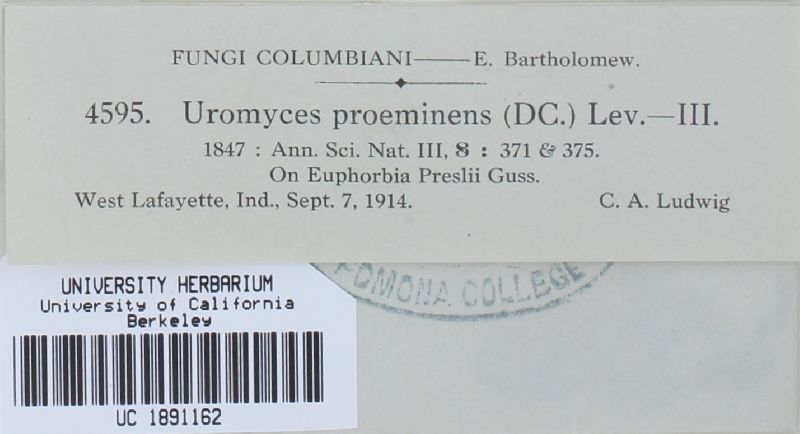 FUNGI COLUMBIANI——E. Bartholomew.
4595. Uromyces proeminens (DC.) Lev.—III.
1847 : Ann. Sci. Nat. III, 8 : 371 & 375.
On Euphorbia Preslii Guss.
West Lafayette, Ind., Sept. 7, 1914. C. A. Ludwig
POMONA COLLEGE
UNIVERSITY HERBARIUM
University of California
Berkeley
UC 1891162